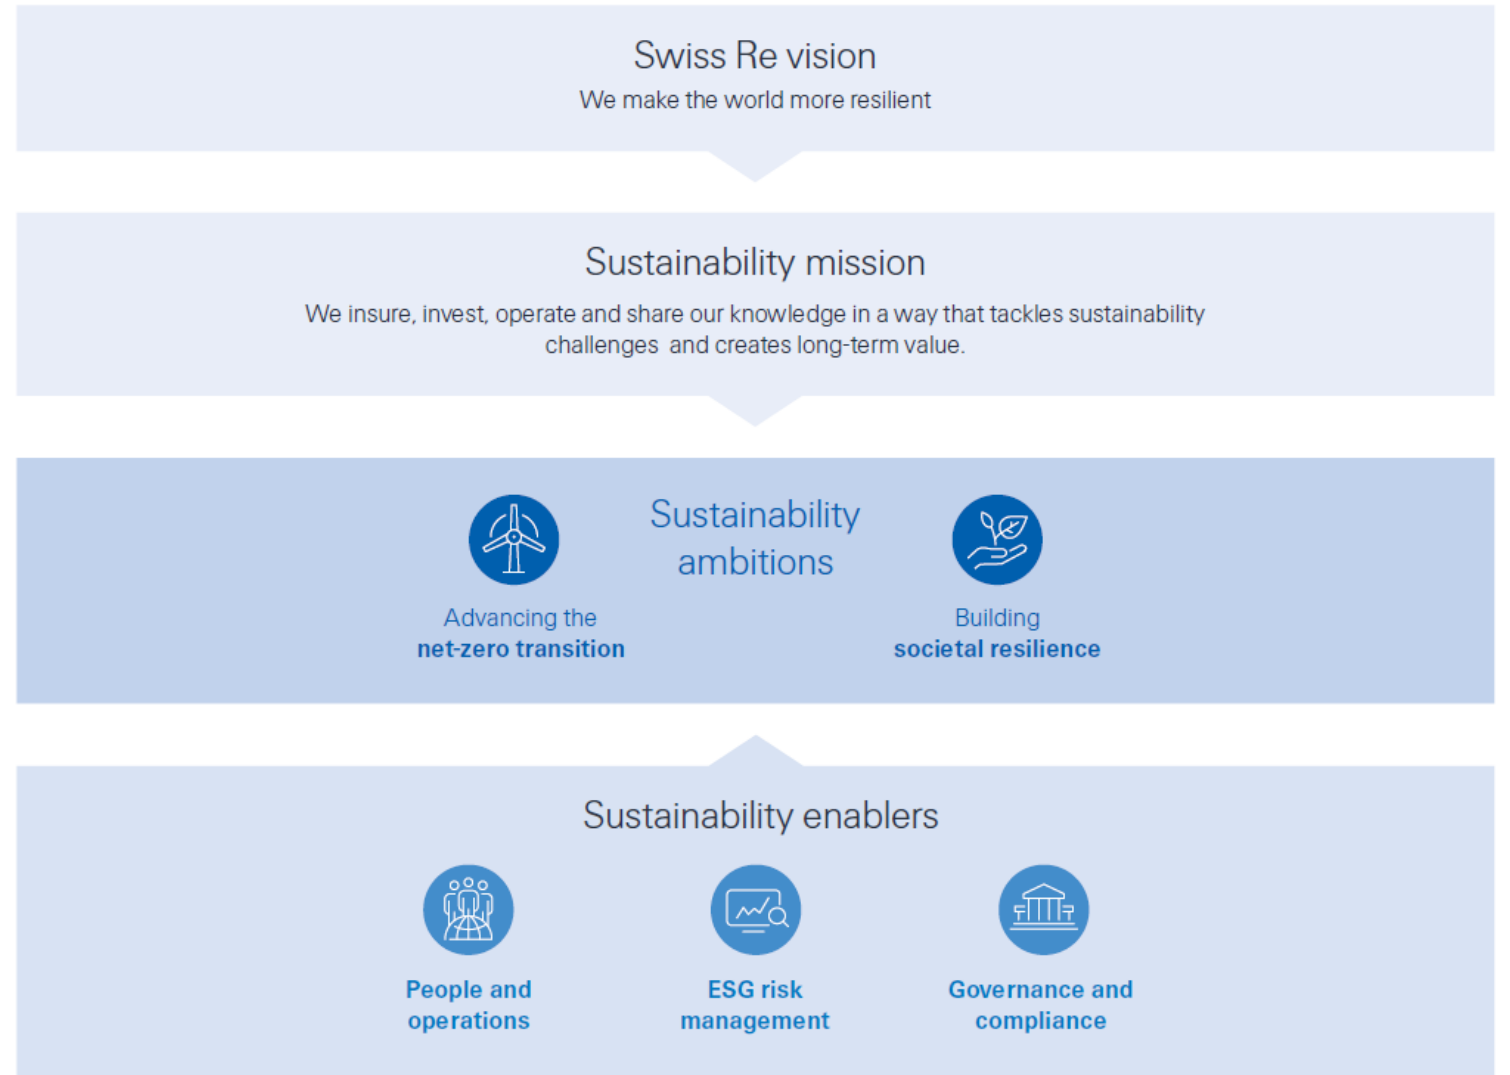 Swiss Re vision
We make the world more resilient
Sustainability mission
We insure, invest, operate and share our knowledge in a way that tackles sustainability
challenges and creates long-term value.
Sustainability
ambitions
Advancing the
net-zero transition
Building
societal resilience
Sustainability enablers
People and
operations
ESG risk
management
Governance and
compliance